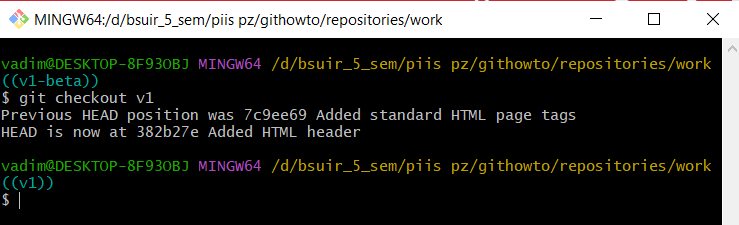 MINGW64:/d/bsuir_5_sem/piis pz/githowto/repositories/work
vadim@DESKTOP-8F93OBJ MINGW64 /d/bsuir_5_sem/piis pz/githowto/repositories/work
((v1-beta))
$ git checkout v1
Previous HEAD position was 7c9ee69 Added standard HTML page tags
HEAD is now at 382b27e Added HTML header
vadim@DESKTOP-8F93OBJ MINGW64 /d/bsuir_5_sem/piis pz/githowto/repositories/work
((v1))
$